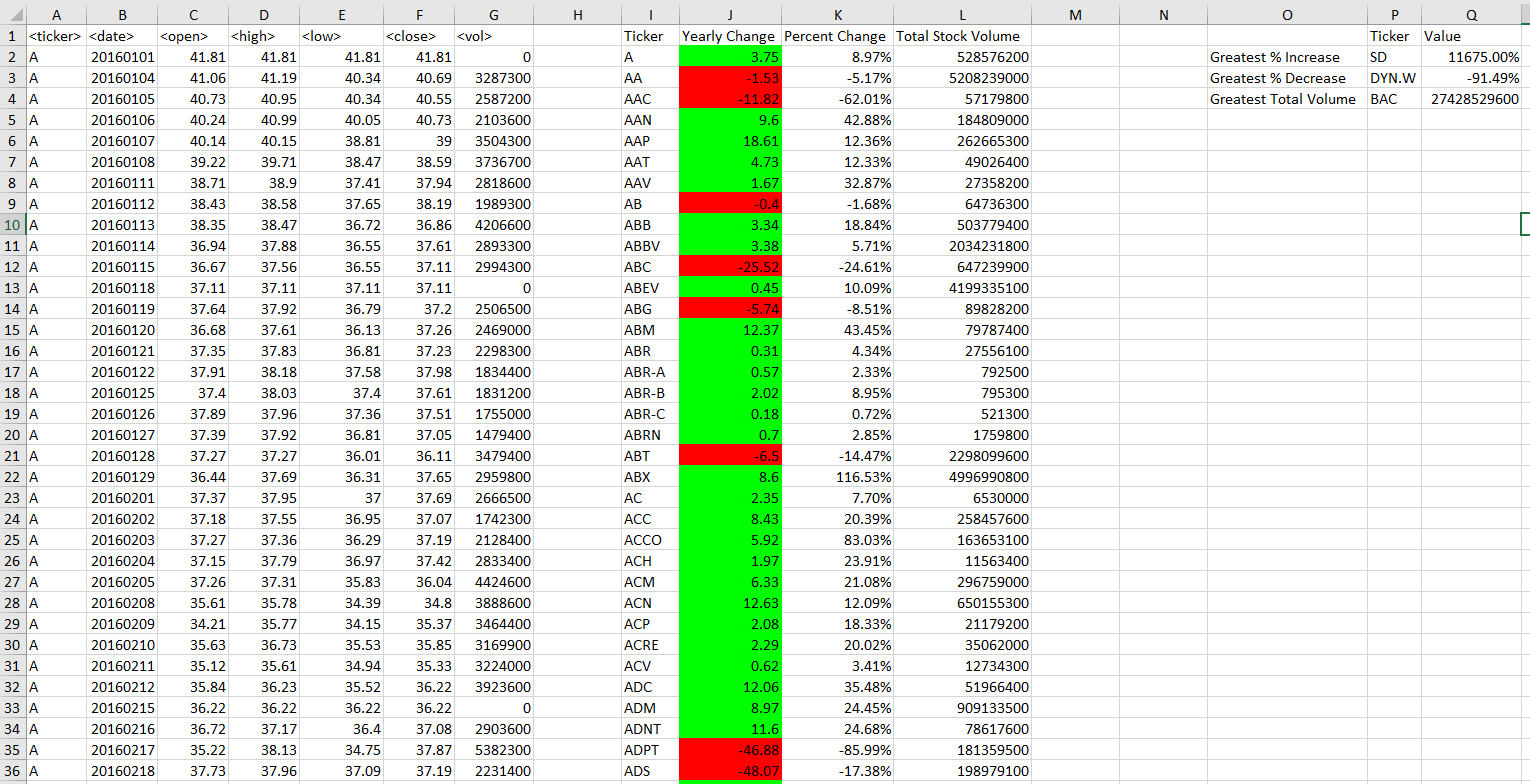 A B C D E F G H I J K L M N O P Q
1 <ticker> <date> <open> <high> <low> <close> <vol> Ticker Yearly Change Percent Change Total Stock Volume Ticker Value
2 A 20160101 41.81 41.81 41.81 41.81 0 A 3.75 8.97% 528576200 Greatest % Increase SD 11675.00%
3 A 20160104 41.06 41.19 40.34 40.69 3287300 AA -1.53 -5.17% 5208239000 Greatest % Decrease DYN.W -91.49%
4 A 20160105 40.73 40.95 40.34 40.55 2587200 AAC -11.82 -62.01% 57179800 Greatest Total Volume BAC 27428529600
5 A 20160106 40.24 40.99 40.05 40.73 2103600 AAN 9.6 42.88% 184809000
6 A 20160107 40.14 40.15 38.81 39 3504300 AAP 18.61 12.36% 262665300
7 A 20160108 39.22 39.71 38.47 38.59 3736700 AAT 4.73 12.33% 49026400
8 A 20160111 38.71 38.9 37.41 37.94 2818600 AAV 1.67 32.87% 27358200
9 A 20160112 38.43 38.58 37.65 38.19 1989300 AB -0.4 -1.68% 64736300
10 A 20160113 38.35 38.47 36.72 36.86 4206600 ABB 3.34 18.84% 503779400
11 A 20160114 36.94 37.88 36.55 37.61 2893300 ABBV 3.38 5.71% 2034231800
12 A 20160115 36.67 37.56 36.55 37.11 2994300 ABC -25.52 -24.61% 647239900
13 A 20160118 37.11 37.11 37.11 37.11 0 ABEV 0.45 10.09% 4199335100
14 A 20160119 37.64 37.92 36.79 37.2 2506500 ABG -5.74 -8.51% 89828200
15 A 20160120 36.68 37.61 36.13 37.26 2469000 ABM 12.37 43.45% 79787400
16 A 20160121 37.35 37.83 36.81 37.23 2298300 ABR 0.31 4.34% 27556100
17 A 20160122 37.91 38.18 37.58 37.98 1834400 ABR-A 0.57 2.33% 792500
18 A 20160125 37.4 38.03 37.4 37.61 1831200 ABR-B 2.02 8.95% 795300
19 A 20160126 37.89 37.96 37.36 37.51 1755000 ABR-C 0.18 0.72% 521300
20 A 20160127 37.39 37.92 36.81 37.05 1479400 ABRN 0.7 2.85% 1759800
21 A 20160128 37.27 37.27 36.01 36.11 3479400 ABT -6.5 -14.47% 2298099600
22 A 20160129 36.44 37.69 36.31 37.65 2959800 ABX 8.6 116.53% 4996990800
23 A 20160201 37.37 37.95 37 37.69 2666500 AC 2.35 7.70% 6530000
24 A 20160202 37.18 37.55 36.95 37.07 1742300 ACC 8.43 20.39% 258457600
25 A 20160203 37.27 37.36 36.29 37.19 2128400 ACCO 5.92 83.03% 163653100
26 A 20160204 37.15 37.79 36.97 37.42 2833400 ACH 1.97 23.91% 11563400
27 A 20160205 37.26 37.31 35.83 36.04 4424600 ACM 6.33 21.08% 296759000
28 A 20160208 35.61 35.78 34.39 34.8 3888600 ACN 12.63 12.09% 650155300
29 A 20160209 34.21 35.77 34.15 35.37 3464400 ACP 2.08 18.33% 21179200
30 A 20160210 35.63 36.73 35.53 35.85 3169900 ACRE 2.29 20.02% 35062000
31 A 20160211 35.12 35.61 34.94 35.33 3224000 ACV 0.62 3.41% 12734300
32 A 20160212 35.84 36.23 35.52 36.22 3923600 ADC 12.06 35.48% 51966400
33 A 20160215 36.22 36.22 36.22 36.22 0 ADM 8.97 24.45% 909133500
34 A 20160216 36.72 37.17 36.4 37.08 2903600 ADNT 11.6 24.68% 78617600
35 A 20160217 35.22 38.13 34.75 37.87 5382300 ADPT -46.88 -85.99% 181359500
36 A 20160218 37.73 37.96 37.09 37.19 2231400 ADS -48.07 -17.38% 198979100